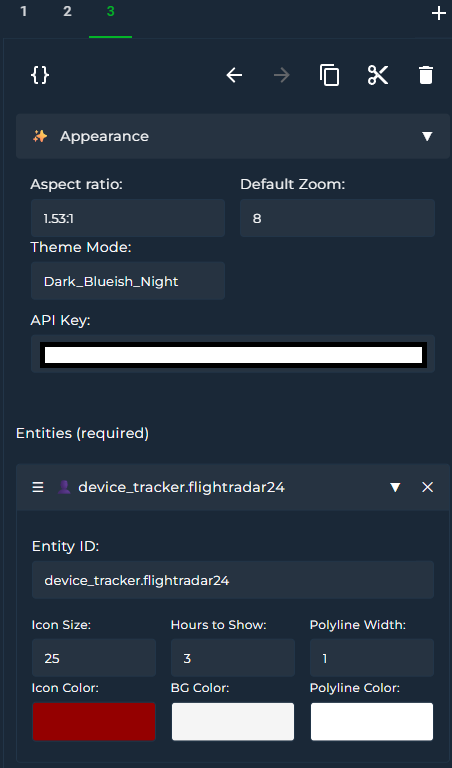 1 2 3 +
{}
Appearance
Aspect ratio: Default Zoom:
1.53:1 8
Theme Mode:
Dark_Blueish_Night
API Key:
Entities (required)
device_tracker.flightradar24
Entity ID:
device_tracker.flightradar24
Icon Size: Hours to Show: Polyline Width:
25 3 1
Icon Color: BG Color: Polyline Color: